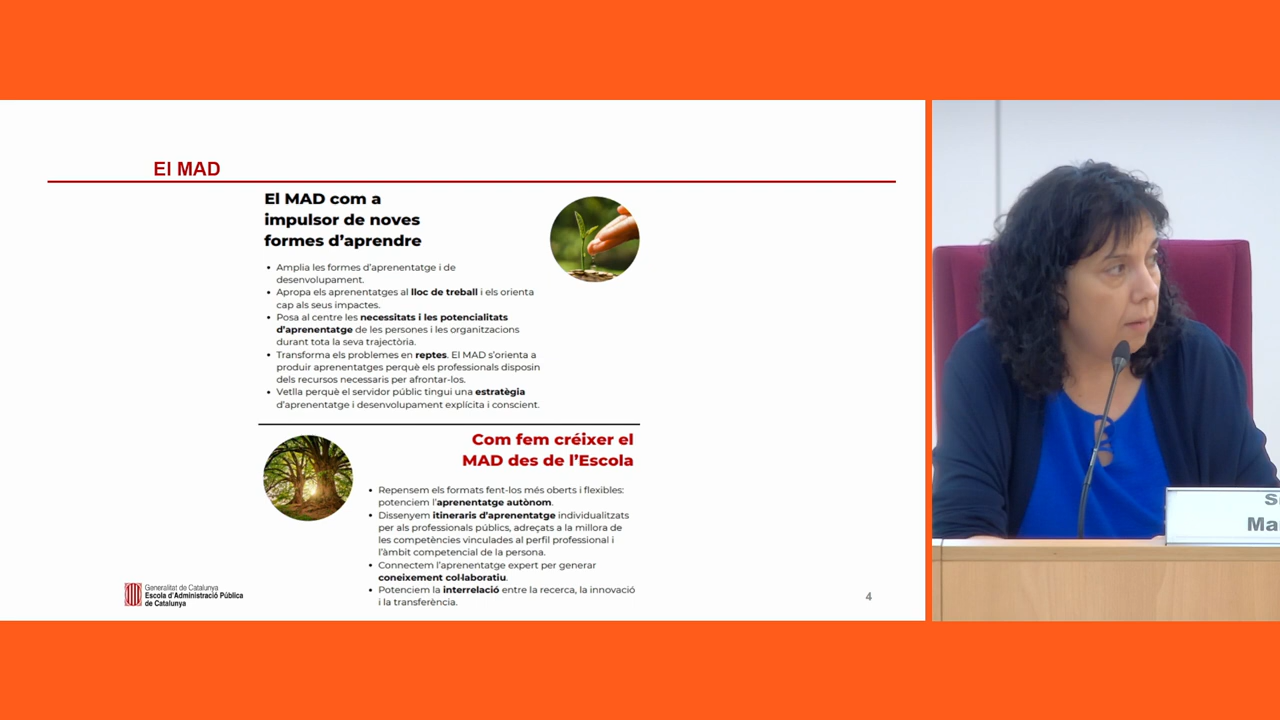 El MAD
El MAD com a
impulsor de noves
formes d'aprendre
• Amplia les formes d'aprenentatge i de
desenvolupament.
• Apropa els aprenentatges al lloc de treball i els orienta
cap als seus impactes.
• Posa al centre les necessitats i les potencialitats
d'aprenentatge de les persones i les organitzacions
durant tota la seva trajectòria.
• Transforma els problemes en reptes. El MAD s'orienta a
produir aprenentatges perquè els professionals disposin
dels recursos necessaris per afrontar-los.
• Vetlla perquè el servidor públic tingui una estratègia
d'aprenentatge i desenvolupament explícita i conscient.
Com fem créixer el
MAD des de l'Escola
• Repensem els formats fent-los més oberts i flexibles:
potenciem l'aprenentatge autònom.
• Dissenyem itineraris d'aprenentatge individualitzats
per als professionals públics, adreçats a la millora de
les competències vinculades al perfil professional i
l'àmbit competencial de la persona.
• Connectem l'aprenentatge expert per generar
coneixement col·laboratiu.
• Potenciem la interrelació entre la recerca, la innovació
i la transferència.
Generalitat de Catalunya
Escola d'Administració Pública
de Catalunya
4
Ma